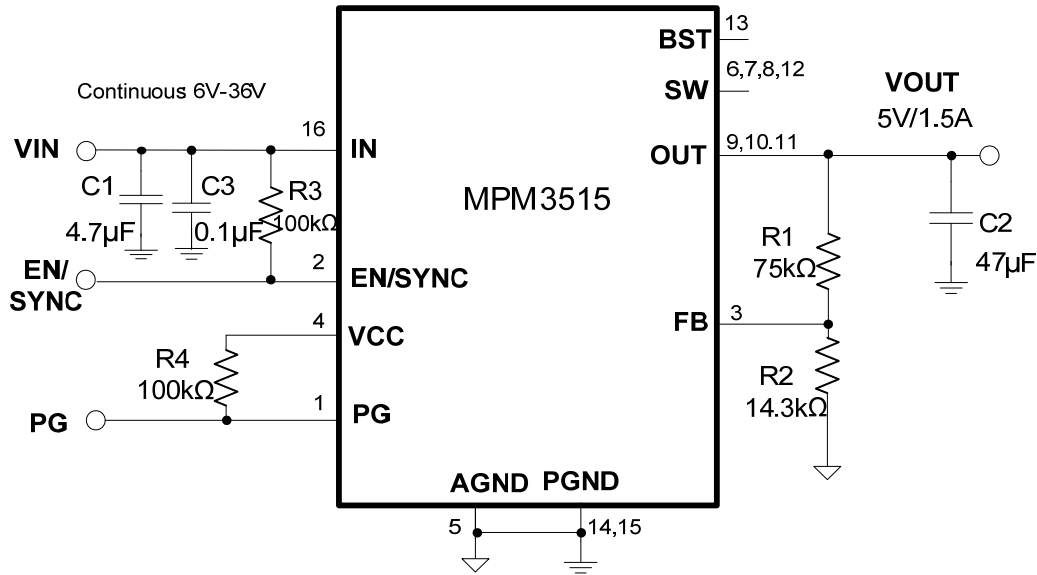 Continuous 6V-36V
VIN
16
IN
C1
4.7µF
C3
0.1µF
R3
100kΩ
EN/
SYNC
2
EN/SYNC
4
VCC
R4
100kΩ
PG
1
PG
MPM3515
BST
13
SW
6,7,8,12
OUT
9,10.11
VOUT
5V/1.5A
R1
75kΩ
C2
47µF
FB
3
R2
14.3kΩ
AGND
PGND
5
14,15